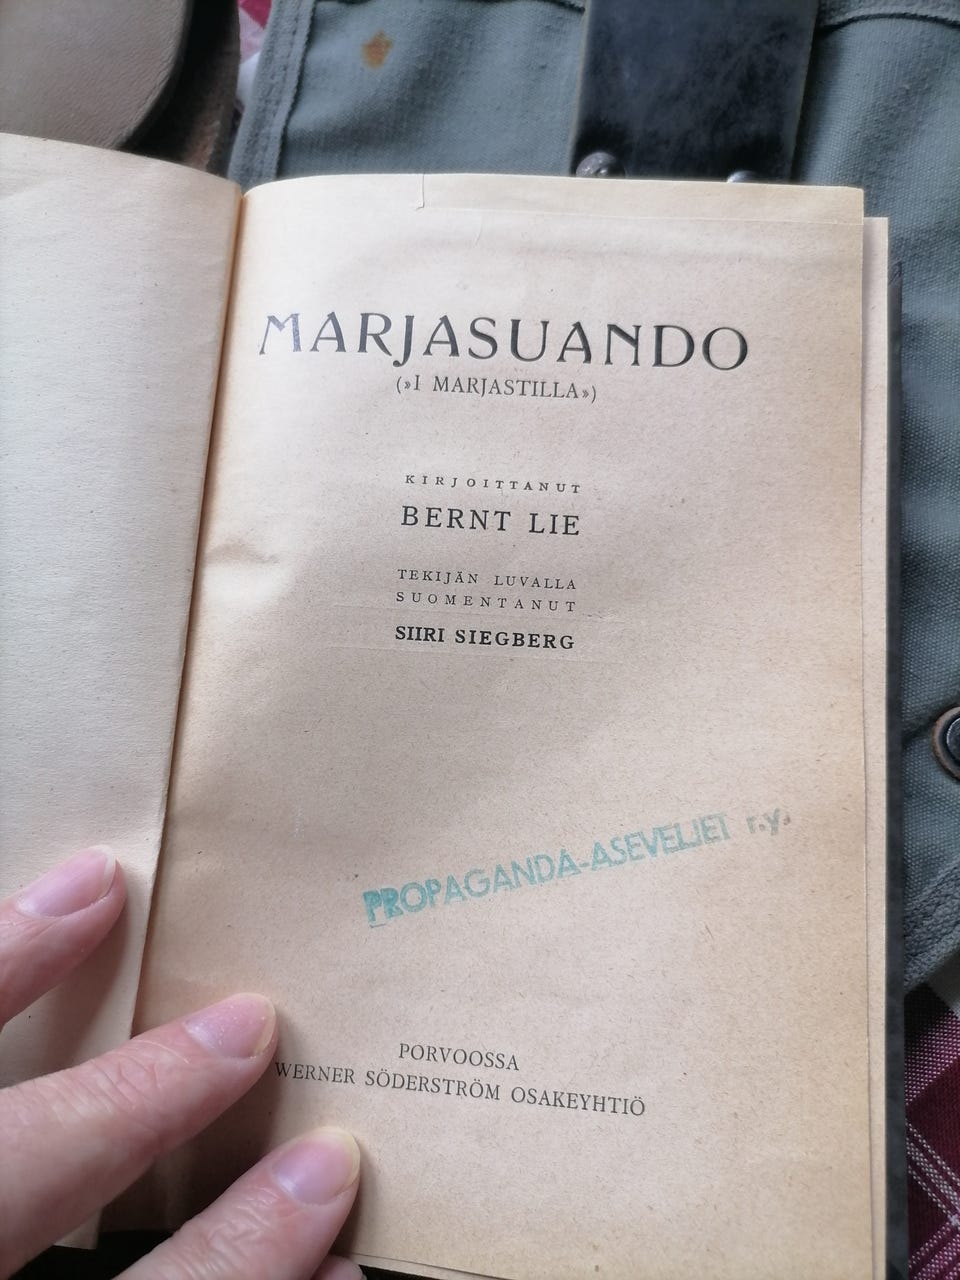 MARJASUANDO
(»I MARJASTILLA»)
KIRJOITTANUT
BERNT LIE
TEKIJÄN LUVALLA
SUOMENTANUT
SIIRI SIEGBERG
PROPAGANDA-ASEVELJET r.y.
PORVOOSSA
WERNER SÖDERSTRÖM OSAKEYHTIÖ